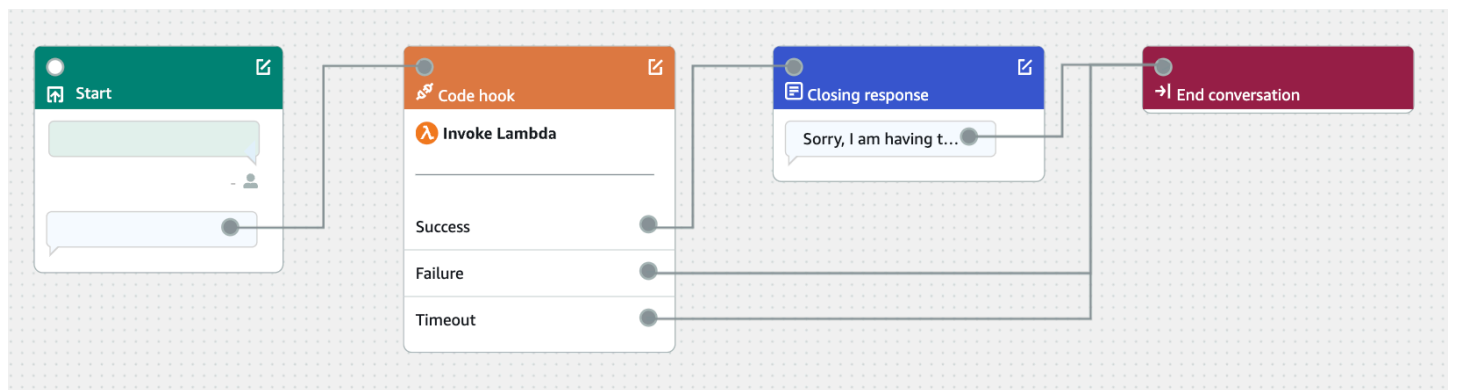 Start
-
Code hook
λ Invoke Lambda
Success
Failure
Timeout
Closing response
Sorry, I am having t...
End conversation